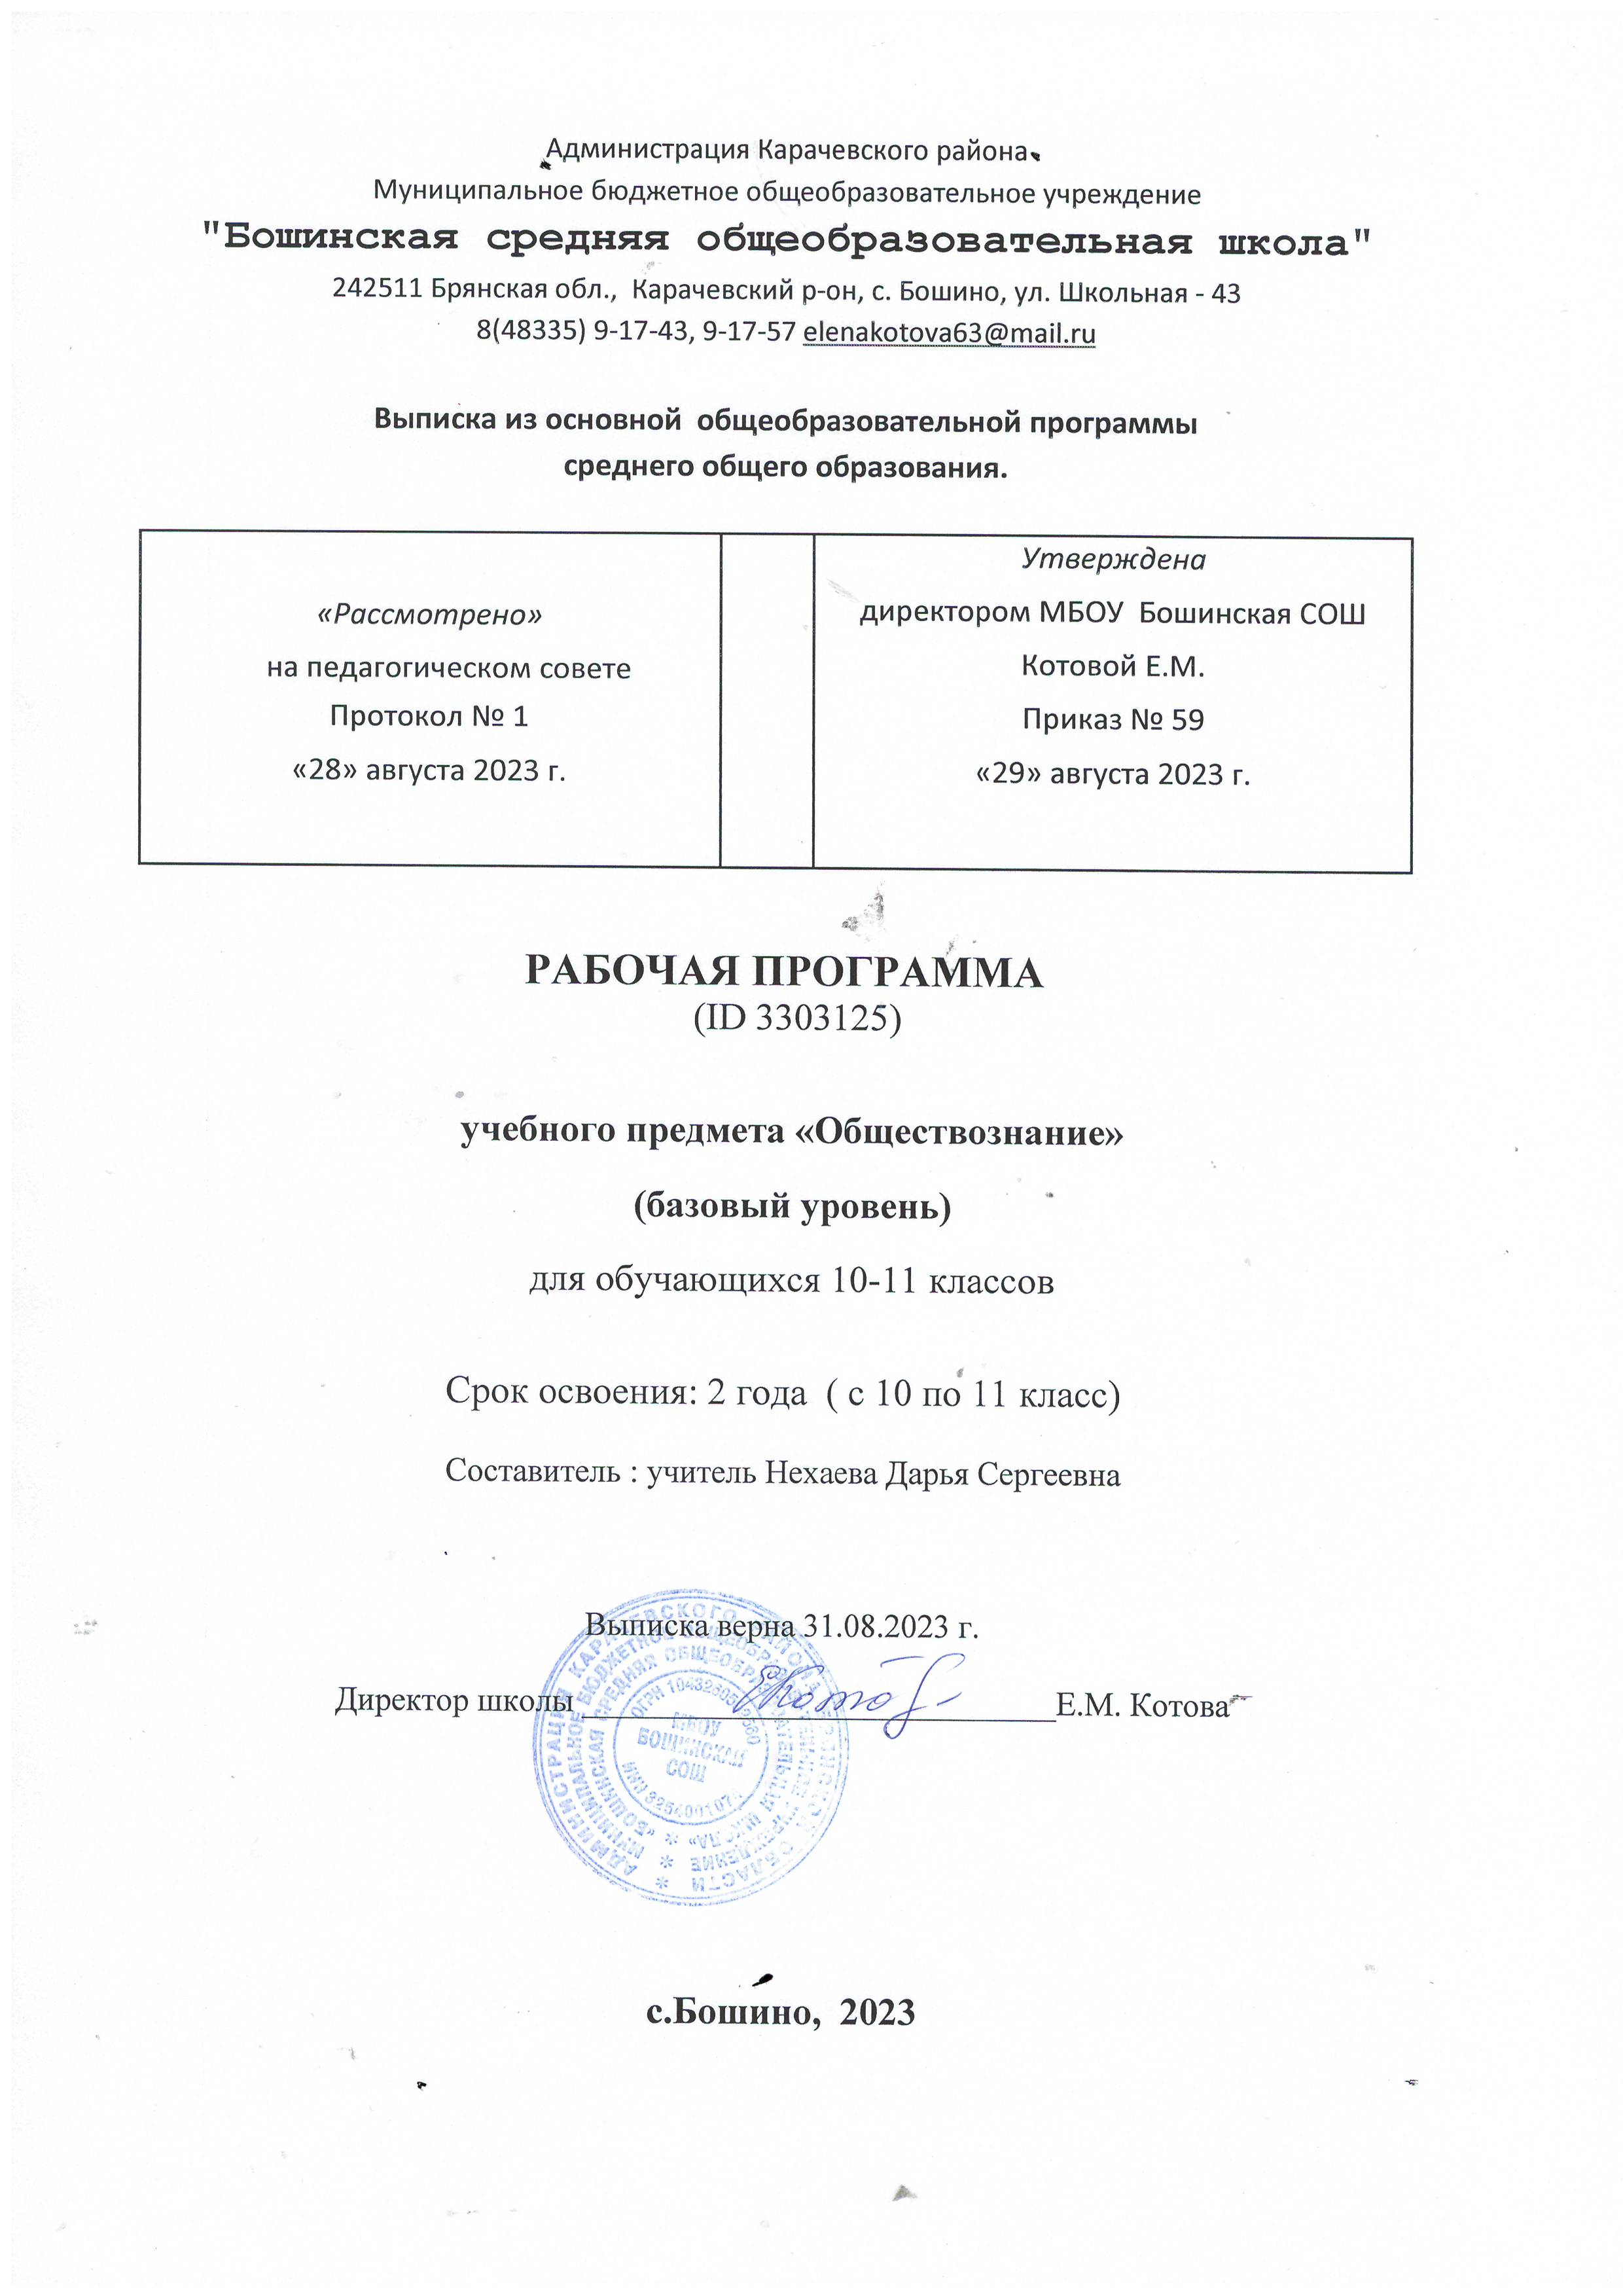 Администрация Карачевского района
Муниципальное бюджетное общеобразовательное учреждение
"Бошинская средняя общеобразовательная школа"
242511 Брянская обл., Карачевский р-он, с. Бошино, ул. Школьная - 43
8(48335) 9-17-43, 9-17-57 elenakotova63@mail.ru
Выписка из основной общеобразовательной программы
среднего общего образования.
«Рассмотрено»
на педагогическом совете
Протокол № 1
«28» августа 2023 г.
Утверждена
директором МБОУ Бошинская СОШ
Котовой Е.М.
Приказ № 59
«29» августа 2023 г.
РАБОЧАЯ ПРОГРАММА
(ID 3303125)
учебного предмета «Обществознание»
(базовый уровень)
для обучающихся 10-11 классов
Срок освоения: 2 года ( с 10 по 11 класс)
Составитель : учитель Нехаева Дарья Сергеевна
Выписка верна 31.08.2023 г.
Директор школы Е.М. Котова
МБОУ
БОШИНСКАЯ
СОШ
с.Бошино, 2023